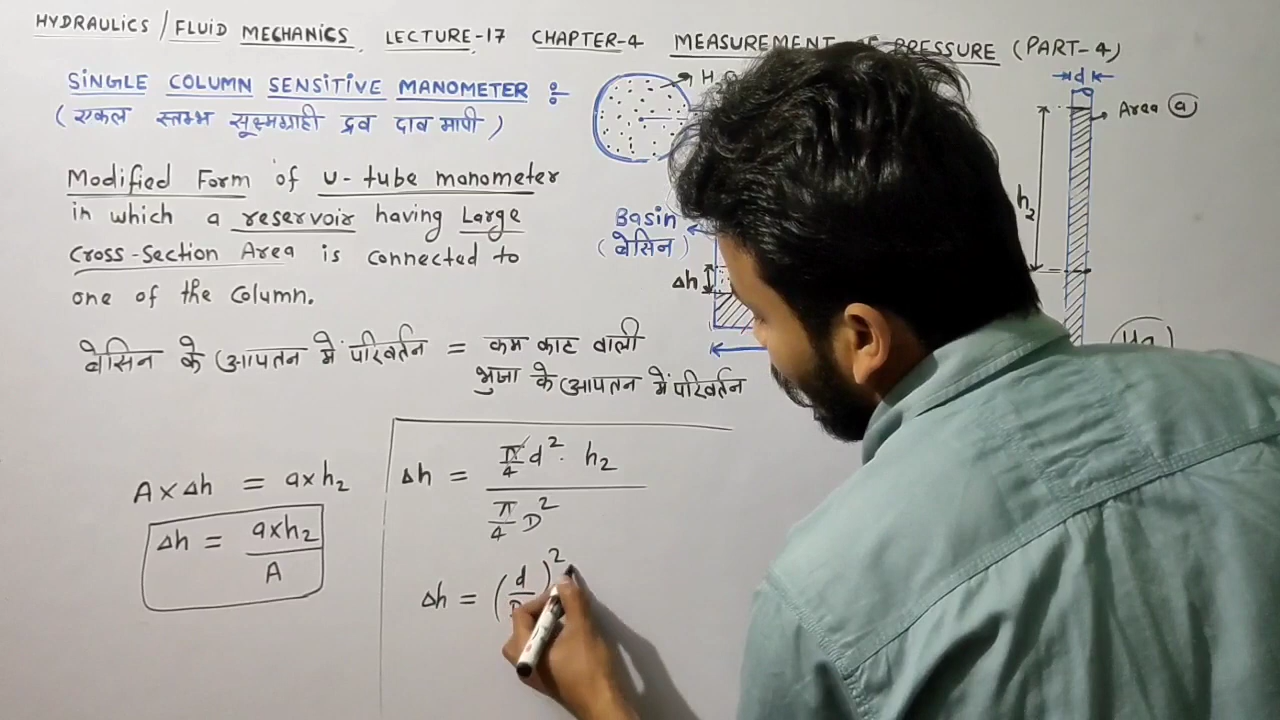 HYDRAULICS / FLUID MECHANICS LECTURE-17 CHAPTER-4 MEASUREMENT PRESSURE (PART-4)
SINGLE COLUMN SENSITIVE MANOMETER :-
(एकल स्तम्भ सूक्ष्मग्राही द्रव दाब मापी)
Modified Form of U-tube manometer
in which a reservoir having Large
Cross-Section Area is connected to
one of the column.
बेसिन के आयतन में परिवर्तन = कम काट वाली
भुजा के आयतन में परिवर्तन
A × Δh = a × h₂
Δh = a × h₂ / A
Δh = π/4 d² · h₂ / π/4 D²
Δh = (d/D)²
d
Area ⓐ
h₂
Basin
(बेसिन)
Δh